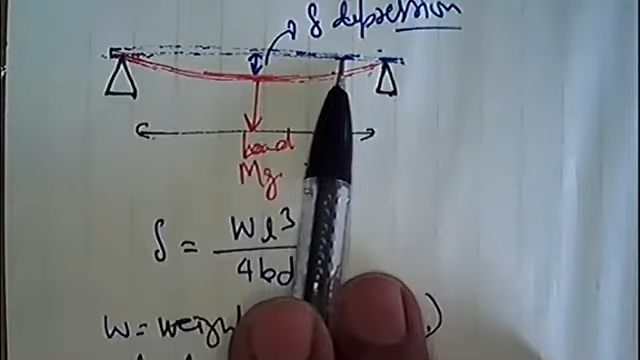 δ depression
load
Mg
δ = Wl³
4bd
W = weigh